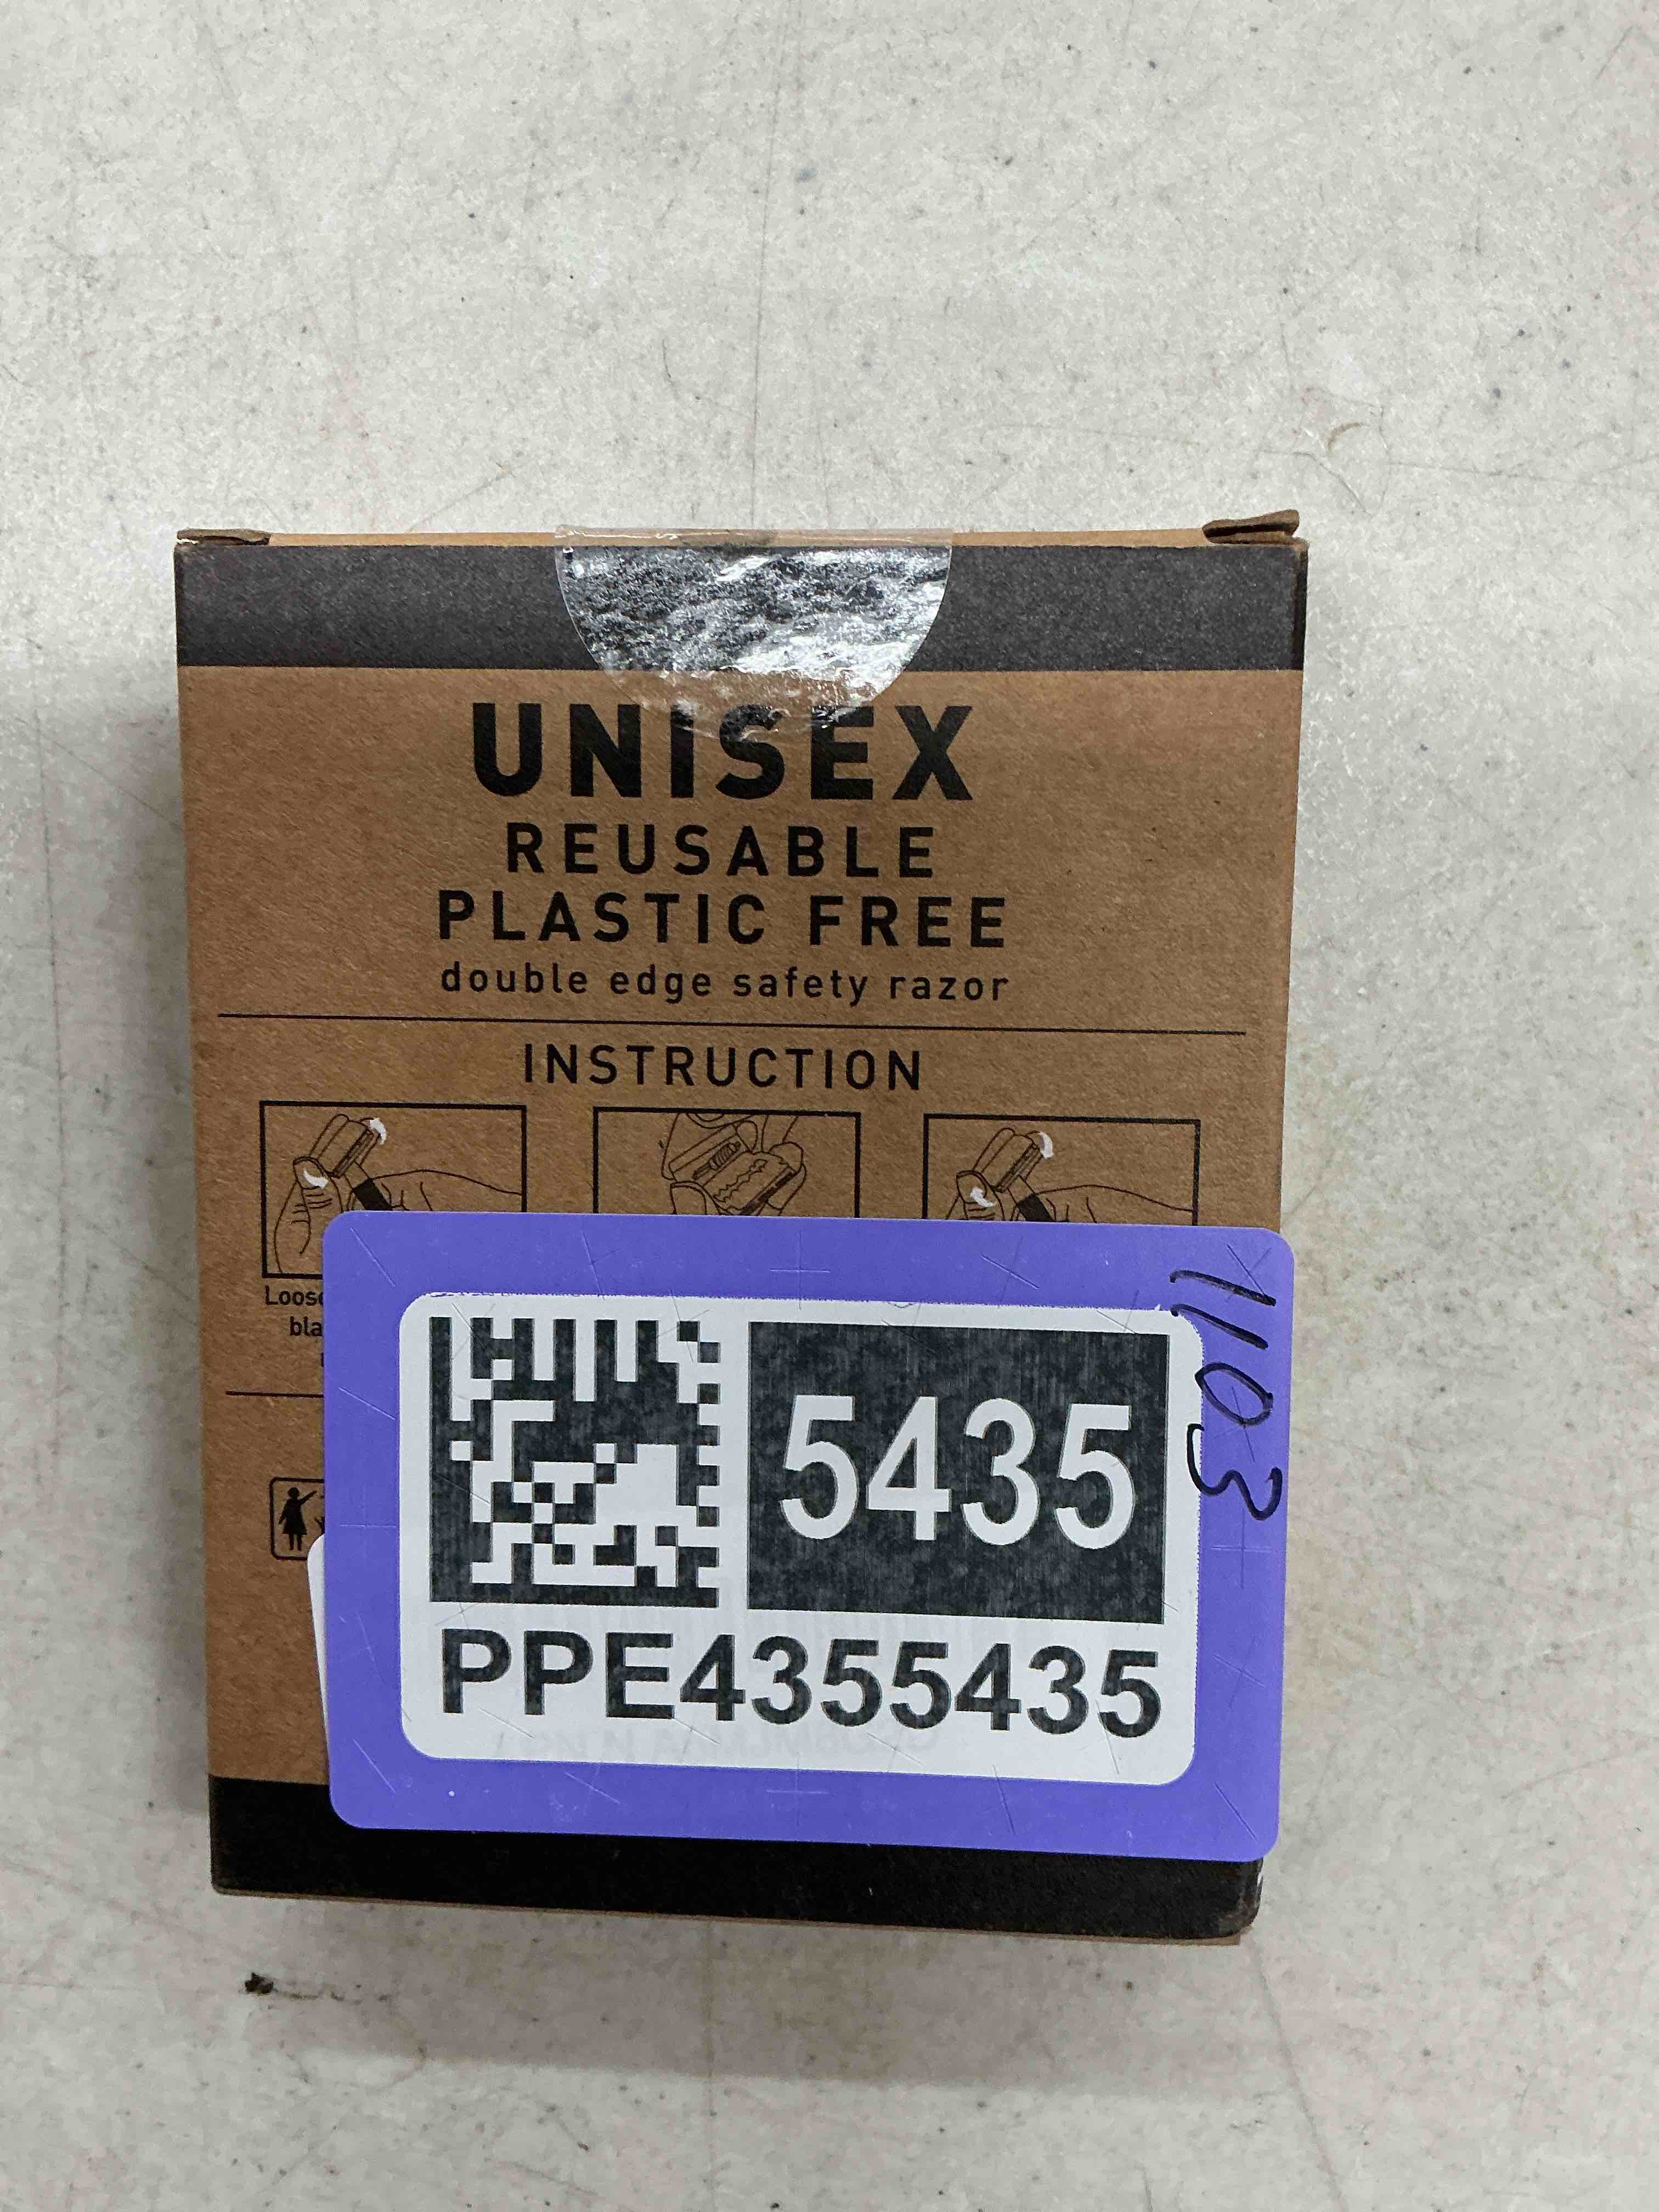 UNISEX
REUSABLE
PLASTIC FREE
double edge safety razor
INSTRUCTION
5435
PPE4355435
1103